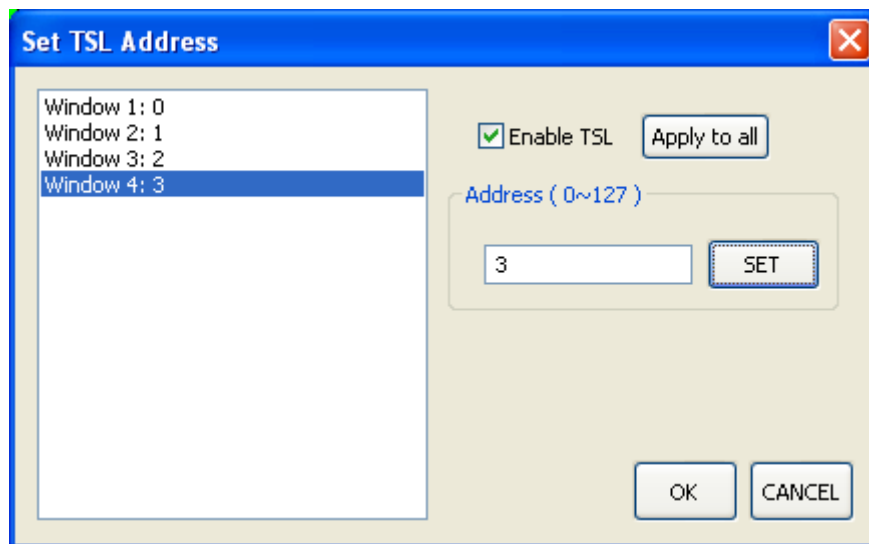 Set TSL Address
Window 1: 0
Window 2: 1
Window 3: 2
Window 4: 3
Enable TSL
Apply to all
Address ( 0~127 )
3
SET
OK
CANCEL